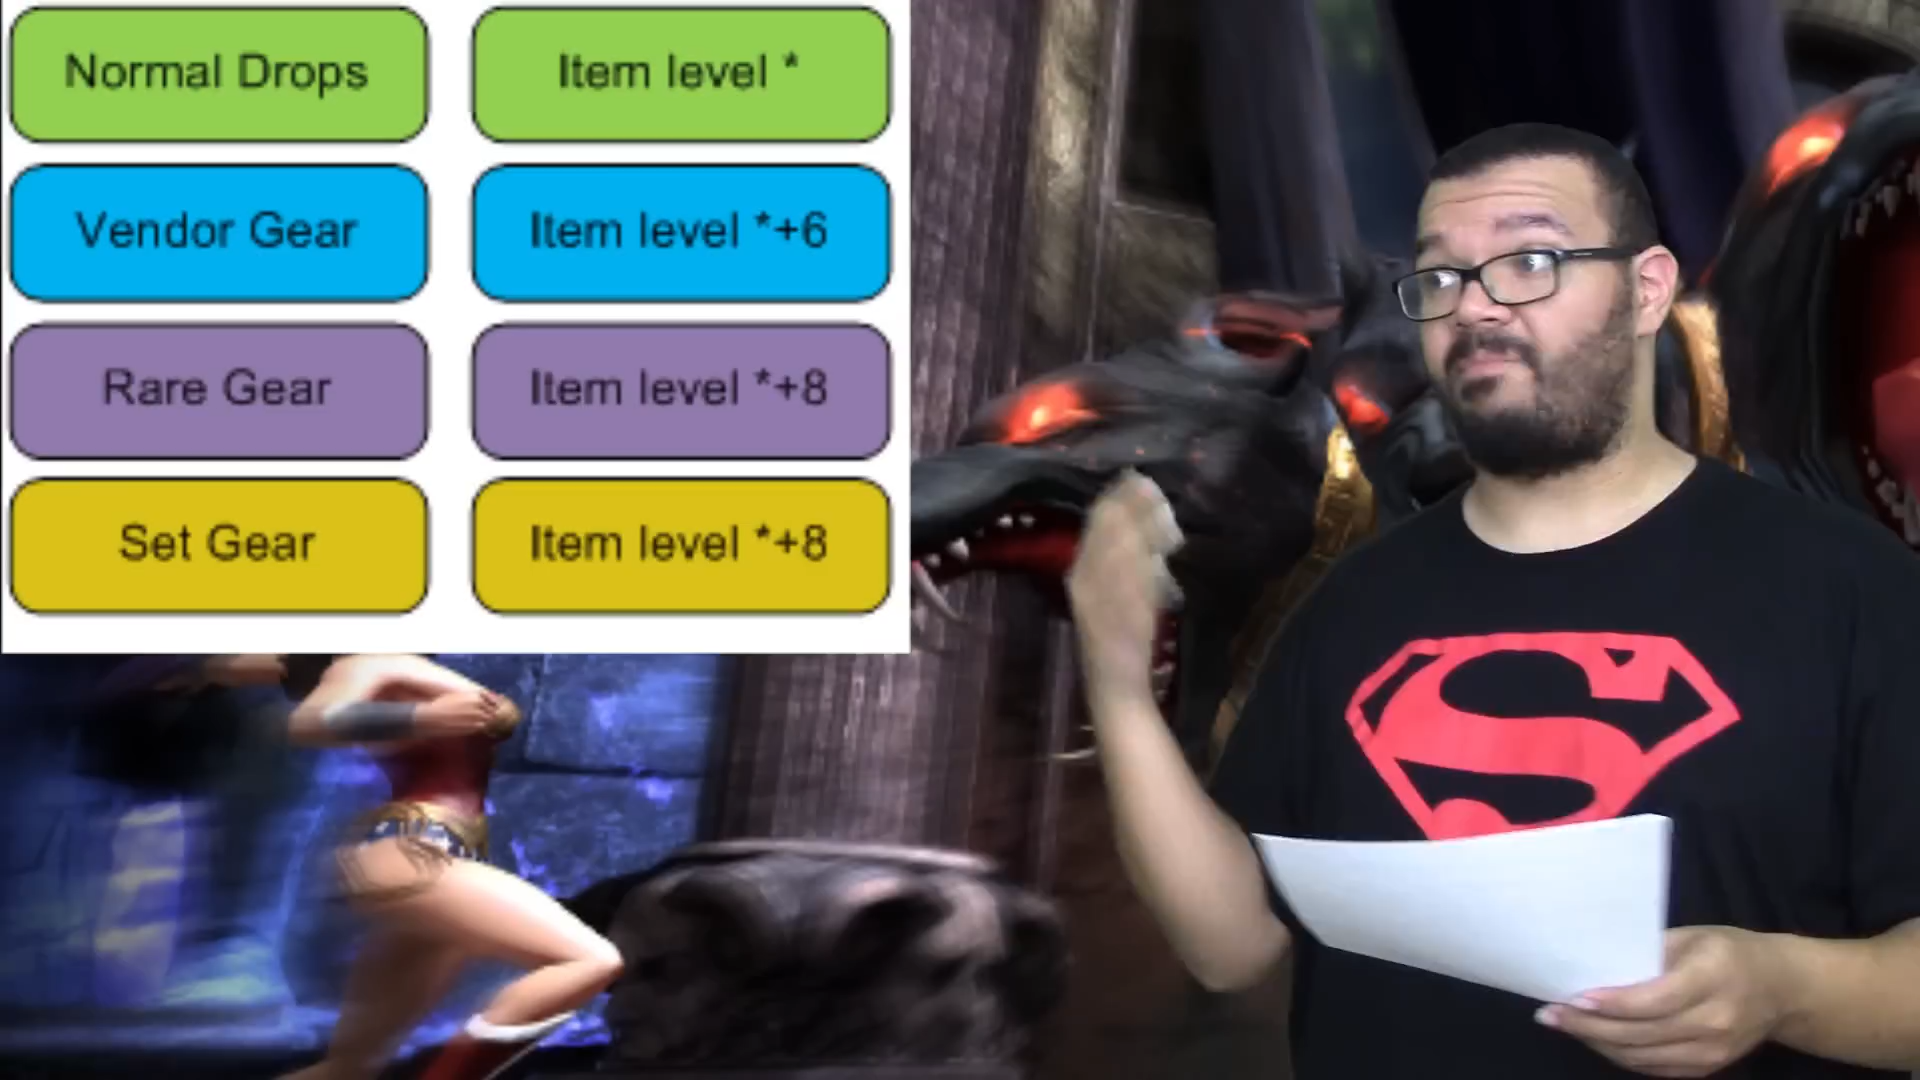 Normal Drops
Item level *
Vendor Gear
Item level *+6
Rare Gear
Item level *+8
Set Gear
Item level *+8
S